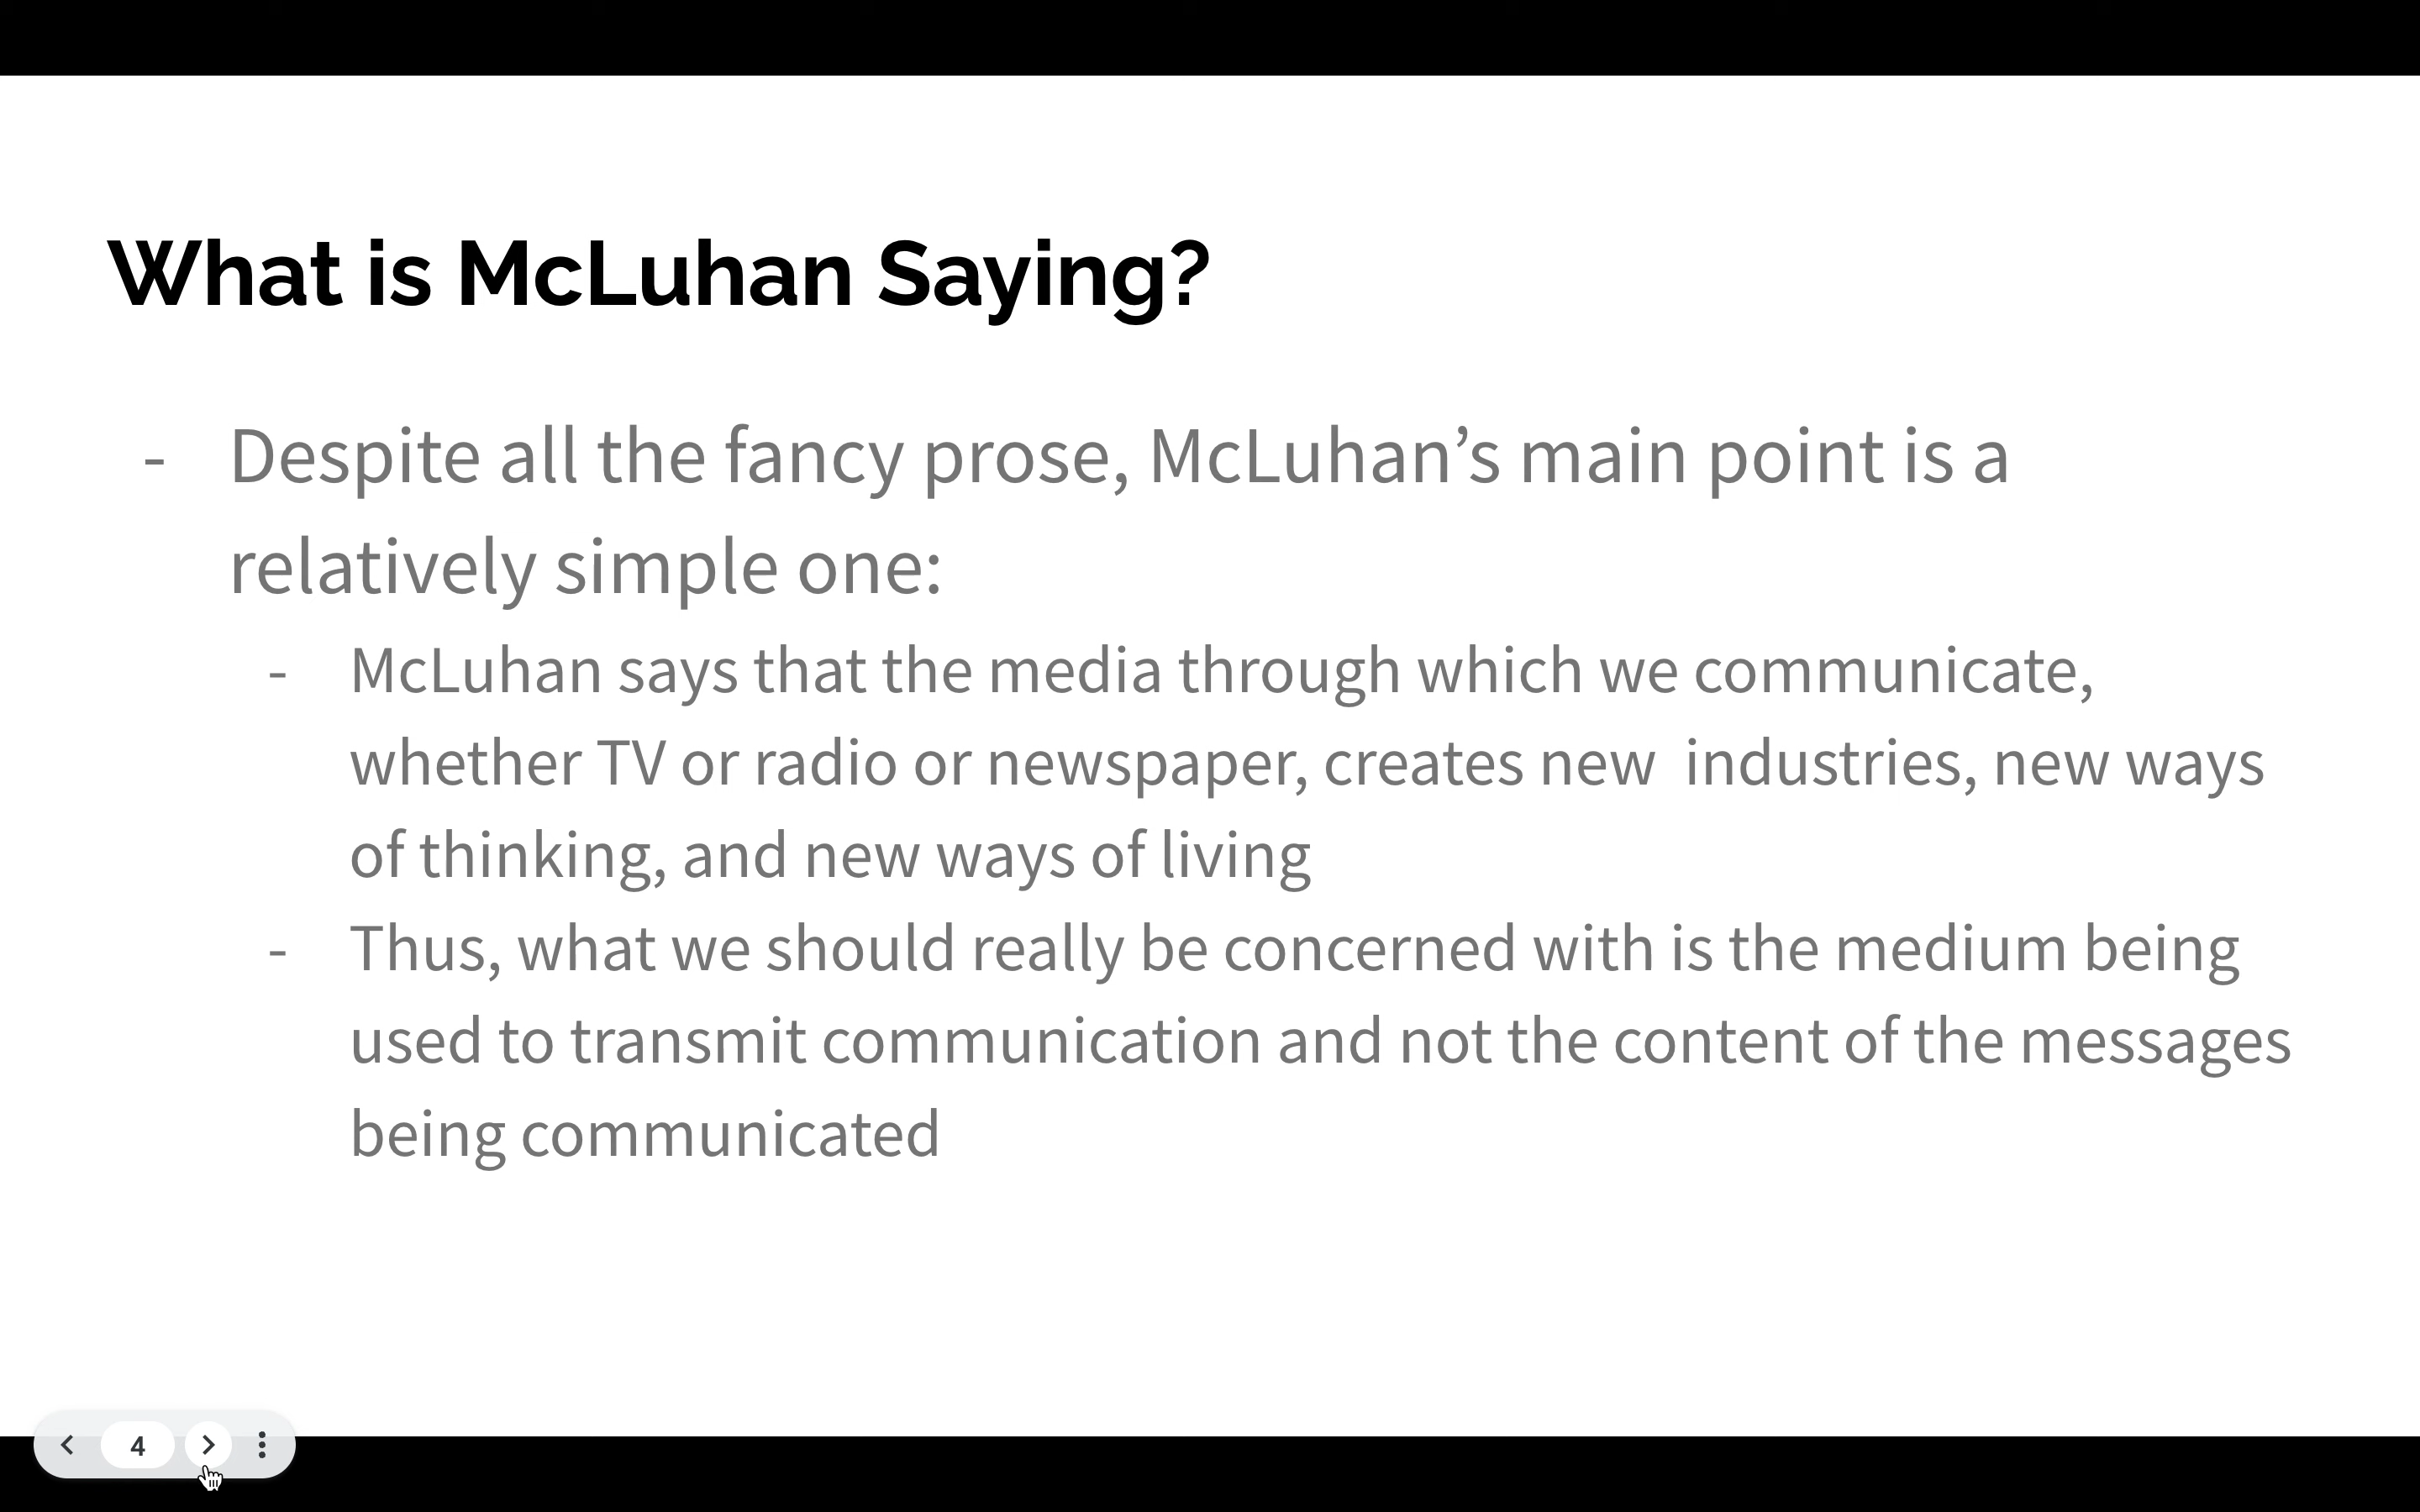 What is McLuhan Saying?
- Despite all the fancy prose, McLuhan’s main point is a
relatively simple one:
- McLuhan says that the media through which we communicate,
whether TV or radio or newspaper, creates new  industries, new ways
of thinking, and new ways of living
- Thus, what we should really be concerned with is the medium being
used to transmit communication and not the content of the messages
being communicated
4